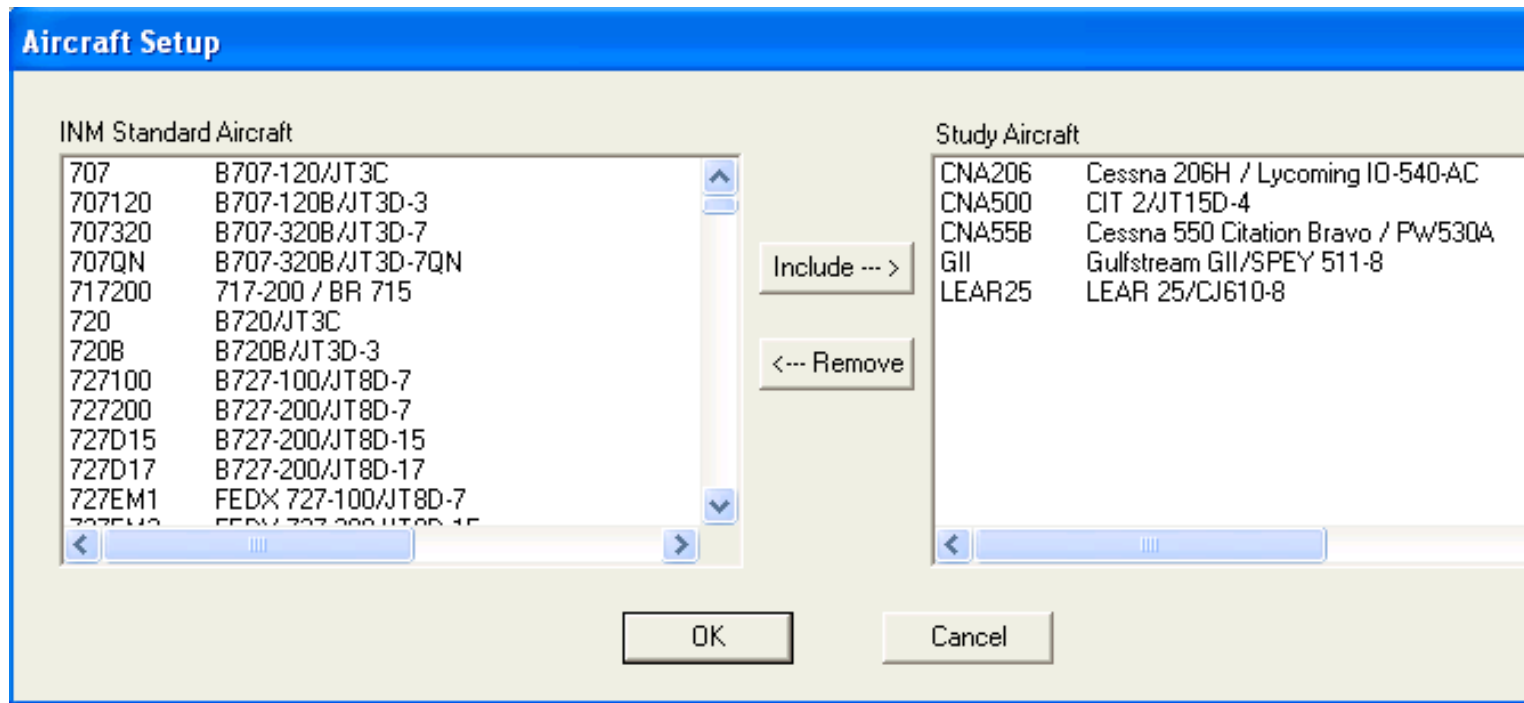 Aircraft Setup
INM Standard Aircraft
707 B707-120/JT3C
707120 B707-120B/JT3D-3
707320 B707-320B/JT3D-7
707QN B707-320B/JT3D-7QN
717200 717-200 / BR 715
720 B720/JT3C
720B B720B/JT3D-3
727100 B727-100/JT8D-7
727200 B727-200/JT8D-7
727D15 B727-200/JT8D-15
727D17 B727-200/JT8D-17
727EM1 FEDX 727-100/JT8D-7
Include --- >
<--- Remove
Study Aircraft
CNA206 Cessna 206H / Lycoming IO-540-AC
CNA500 CIT 2/JT15D-4
CNA55B Cessna 550 Citation Bravo / PW530A
GII Gulfstream GII/SPEY 511-8
LEAR25 LEAR 25/CJ610-8
OK
Cancel